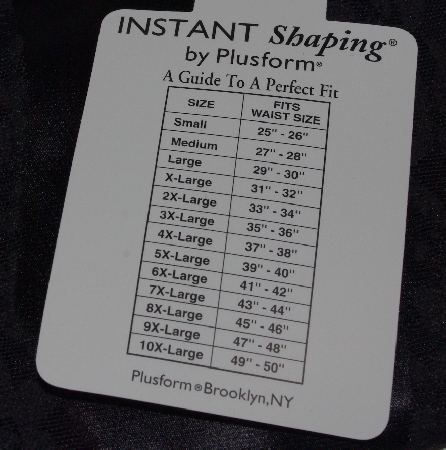 INSTANT Shaping®
by Plusform®
A Guide To A Perfect Fit
SIZE FITS WAIST SIZE
Small 25" - 26"
Medium 27" - 28"
Large 29" - 30"
X-Large 31" - 32"
2X-Large 33" - 34"
3X-Large 35" - 36"
4X-Large 37" - 38"
5X-Large 39" - 40"
6X-Large 41" - 42"
7X-Large 43" - 44"
8X-Large 45" - 46"
9X-Large 47" - 48"
10X-Large 49" - 50"
Plusform®Brooklyn,NY